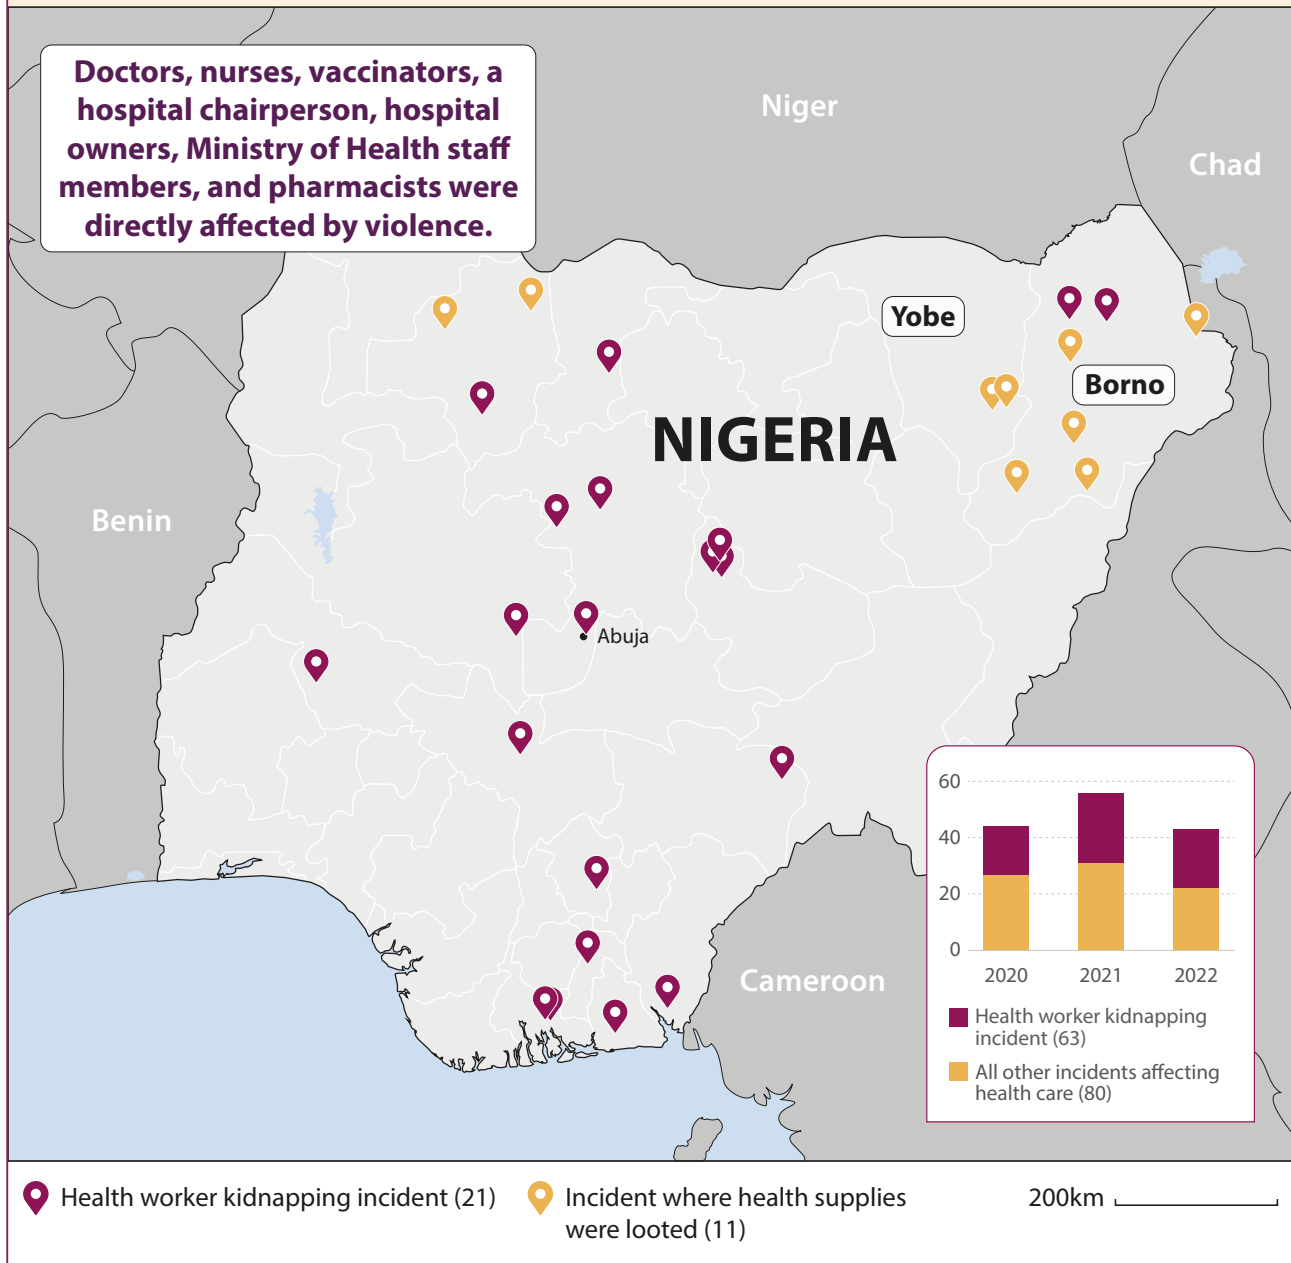 Doctors, nurses, vaccinators, a
hospital chairperson, hospital
owners, Ministry of Health staff
members, and pharmacists were
directly affected by violence.
Niger
Chad
Yobe
Borno
NIGERIA
Benin
Abuja
Cameroon
60
40
20
0
2020 2021 2022
Health worker kidnapping
incident (63)
All other incidents affecting
health care (80)
Health worker kidnapping incident (21)
Incident where health supplies
were looted (11)
200km